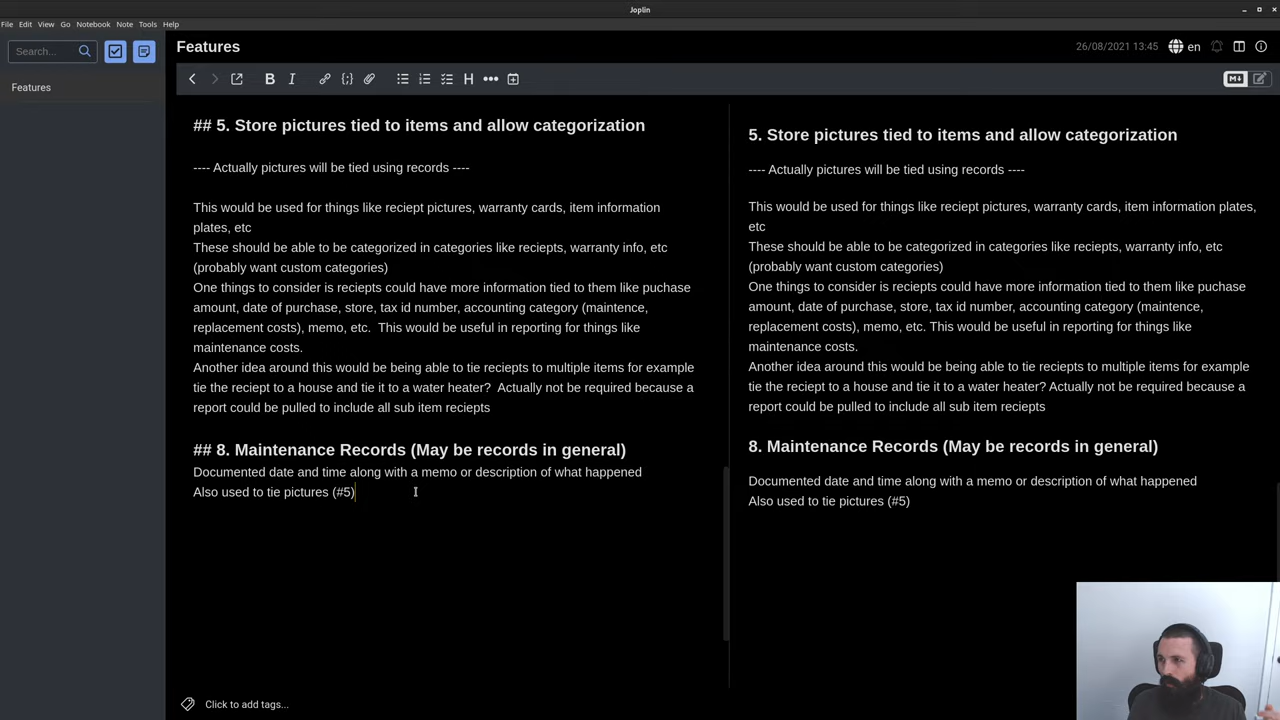 Joplin
File Edit View Go Notebook Note Tools Help
Search...
Features
Features
26/08/2021 13:45
en
B I H
M
## 5. Store pictures tied to items and allow categorization
---- Actually pictures will be tied using records ----
This would be used for things like reciept pictures, warranty cards, item information
plates, etc
These should be able to be categorized in categories like reciepts, warranty info, etc
(probably want custom categories)
One things to consider is reciepts could have more information tied to them like puchase
amount, date of purchase, store, tax id number, accounting category (maintence,
replacement costs), memo, etc.  This would be useful in reporting for things like
maintenance costs.
Another idea around this would be being able to tie reciepts to multiple items for example
tie the reciept to a house and tie it to a water heater?  Actually not be required because a
report could be pulled to include all sub item reciepts
## 8. Maintenance Records (May be records in general)
Documented date and time along with a memo or description of what happened
Also used to tie pictures (#5)
5. Store pictures tied to items and allow categorization
---- Actually pictures will be tied using records ----
This would be used for things like reciept pictures, warranty cards, item information plates,
etc
These should be able to be categorized in categories like reciepts, warranty info, etc
(probably want custom categories)
One things to consider is reciepts could have more information tied to them like puchase
amount, date of purchase, store, tax id number, accounting category (maintence,
replacement costs), memo, etc. This would be useful in reporting for things like
maintenance costs.
Another idea around this would be being able to tie reciepts to multiple items for example
tie the reciept to a house and tie it to a water heater? Actually not be required because a
report could be pulled to include all sub item reciepts
8. Maintenance Records (May be records in general)
Documented date and time along with a memo or description of what happened
Also used to tie pictures (#5)
Click to add tags...